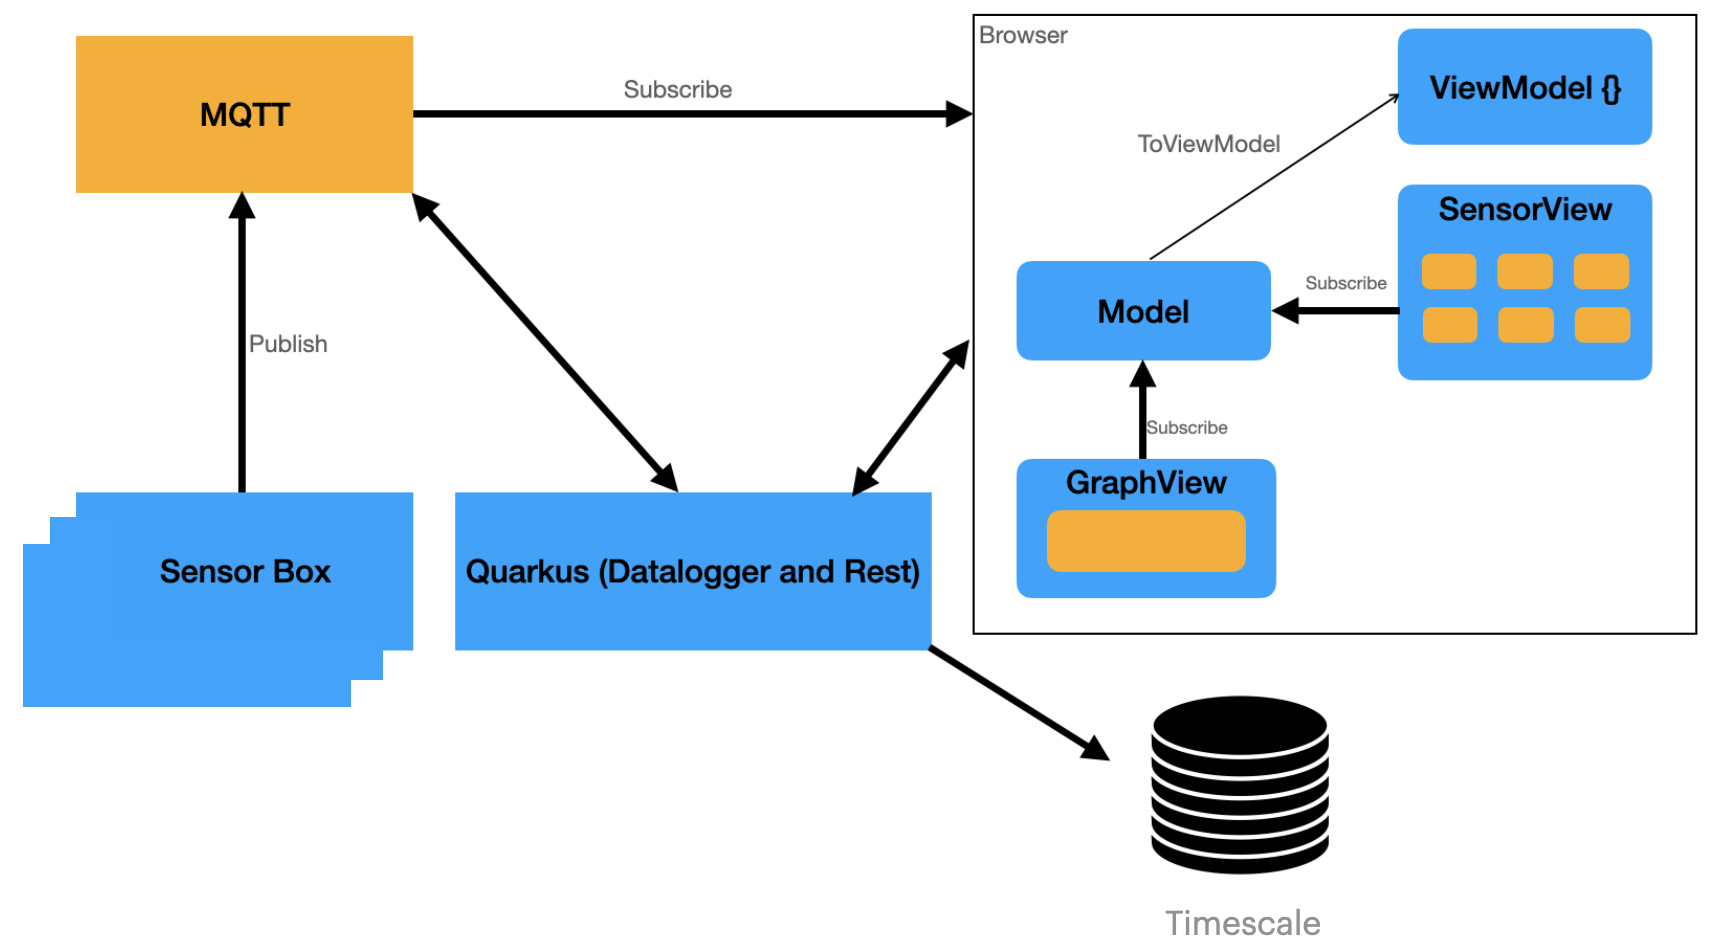 Browser
MQTT
Subscribe
ViewModel {}
ToViewModel
SensorView
Subscribe
Model
Publish
Subscribe
GraphView
Sensor Box
Quarkus (Datalogger and Rest)
Timescale